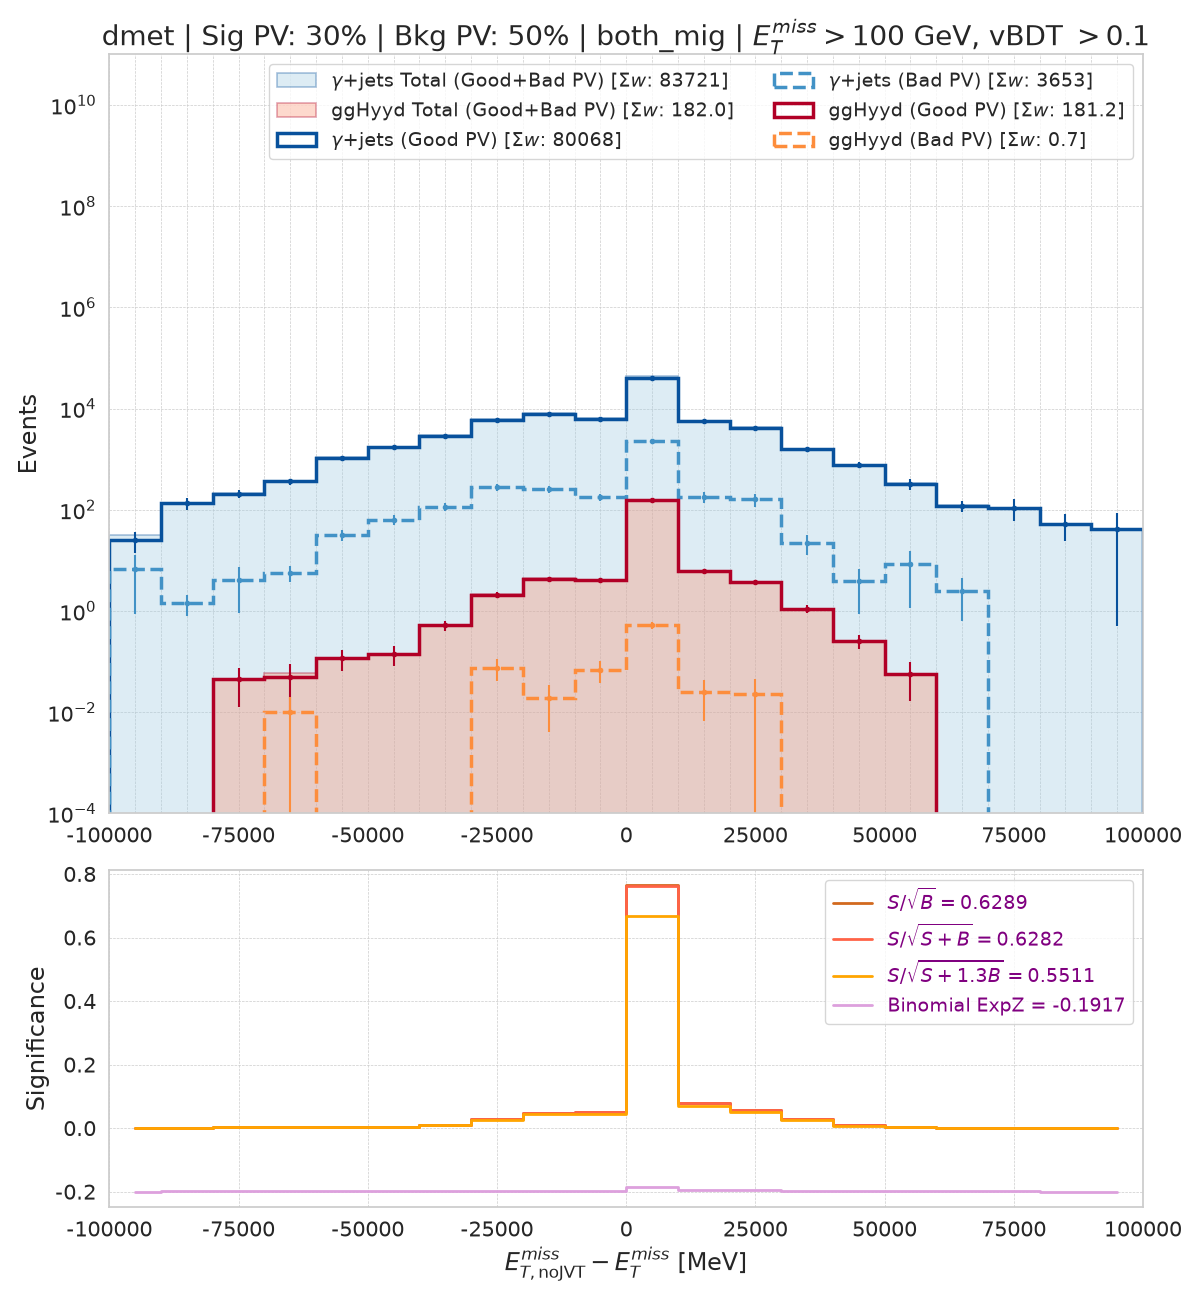 dmet | Sig PV: 30% | Bkg PV: 50% | both_mig | $E_T^{miss} > 100$ GeV, vBDT $> 0.1$
γ+jets Total (Good+Bad PV) [Σw: 83721]
ggHyyd Total (Good+Bad PV) [Σw: 182.0]
γ+jets (Good PV) [Σw: 80068]
γ+jets (Bad PV) [Σw: 3653]
ggHyyd (Good PV) [Σw: 181.2]
ggHyyd (Bad PV) [Σw: 0.7]
Events
$10^{10}$
$10^{8}$
$10^{6}$
$10^{4}$
$10^{2}$
$10^{0}$
$10^{-2}$
$10^{-4}$
-100000 -75000 -50000 -25000 0 25000 50000 75000 100000
Significance
0.8
0.6
0.4
0.2
0.0
-0.2
$S/\sqrt{B} = 0.6289$
$S/\sqrt{S+B} = 0.6282$
$S/\sqrt{S+1.3B} = 0.5511$
Binomial ExpZ = -0.1917
-100000 -75000 -50000 -25000 0 25000 50000 75000 100000
$E_{T,\mathrm{noJVT}}^{miss} - E_T^{miss}$ [MeV]